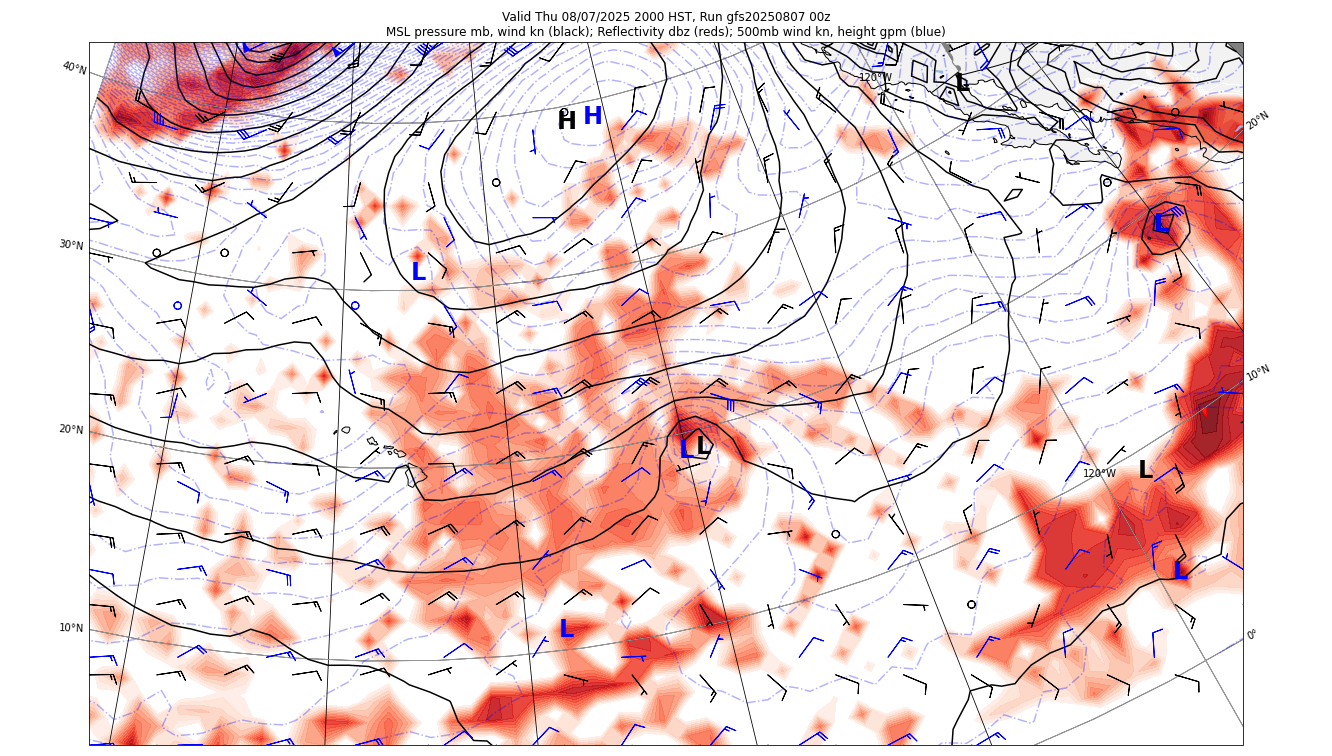 Valid Thu 08/07/2025 2000 HST, Run gfs20250807 00z
MSL pressure mb, wind kn (black); Reflectivity dbz (reds); 500mb wind kn, height gpm (blue)
40°N
120°W
L
20°N
H
H
L
30°N
L
10°N
20°N
L
L
L
120°W
L
10°N
L
0°